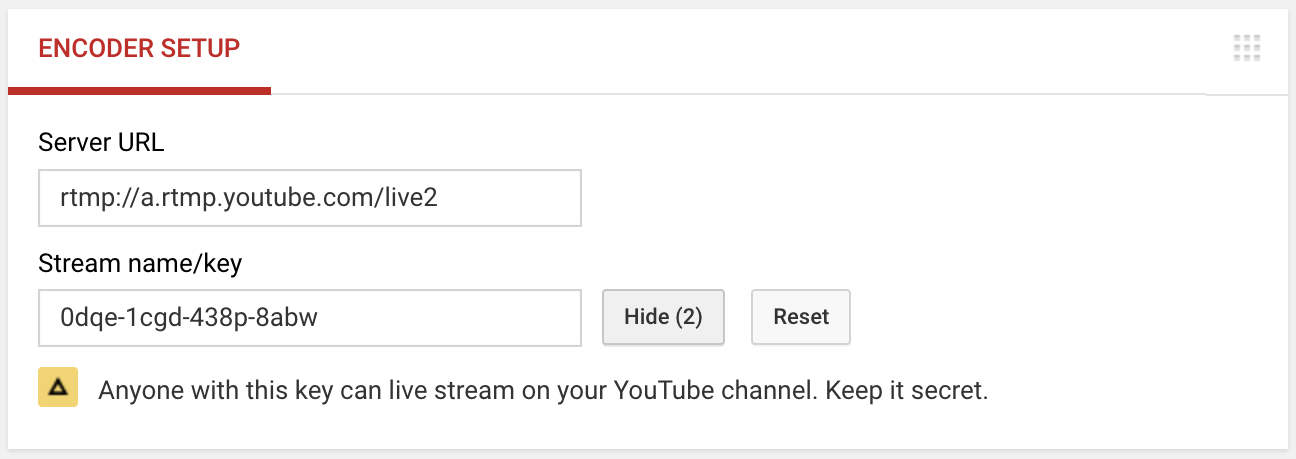 ENCODER SETUP
Server URL
rtmp://a.rtmp.youtube.com/live2
Stream name/key
0dqe-1cgd-438p-8abw
Hide (2)
Reset
Anyone with this key can live stream on your YouTube channel. Keep it secret.